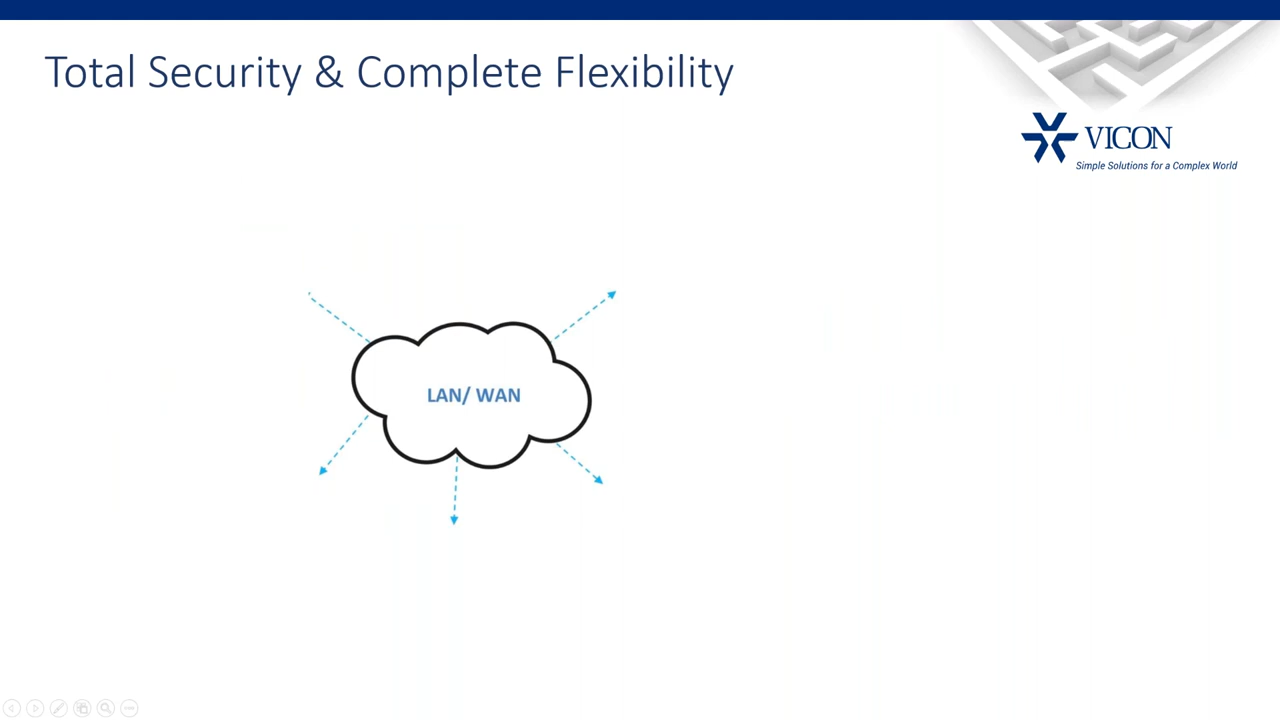 Total Security & Complete Flexibility
VICON
Simple Solutions for a Complex World
LAN/ WAN